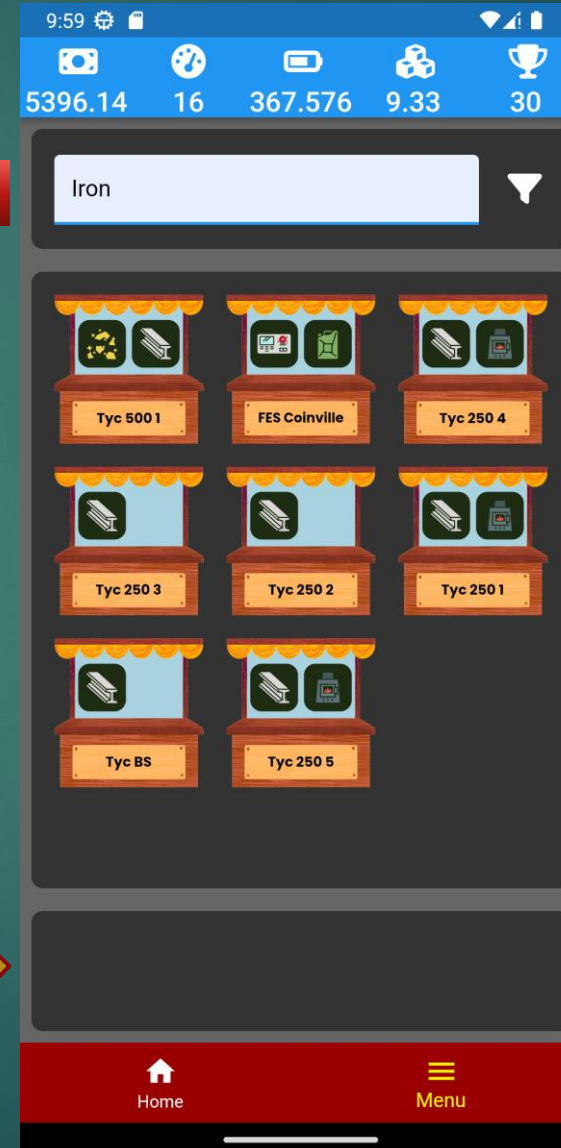 9:59
5396.14 16 367.576 9.33 30
Iron
Tyc 500 1 FES Coinville Tyc 250 4
Tyc 250 3 Tyc 250 2 Tyc 250 1
Tyc BS Tyc 250 5
Home Menu